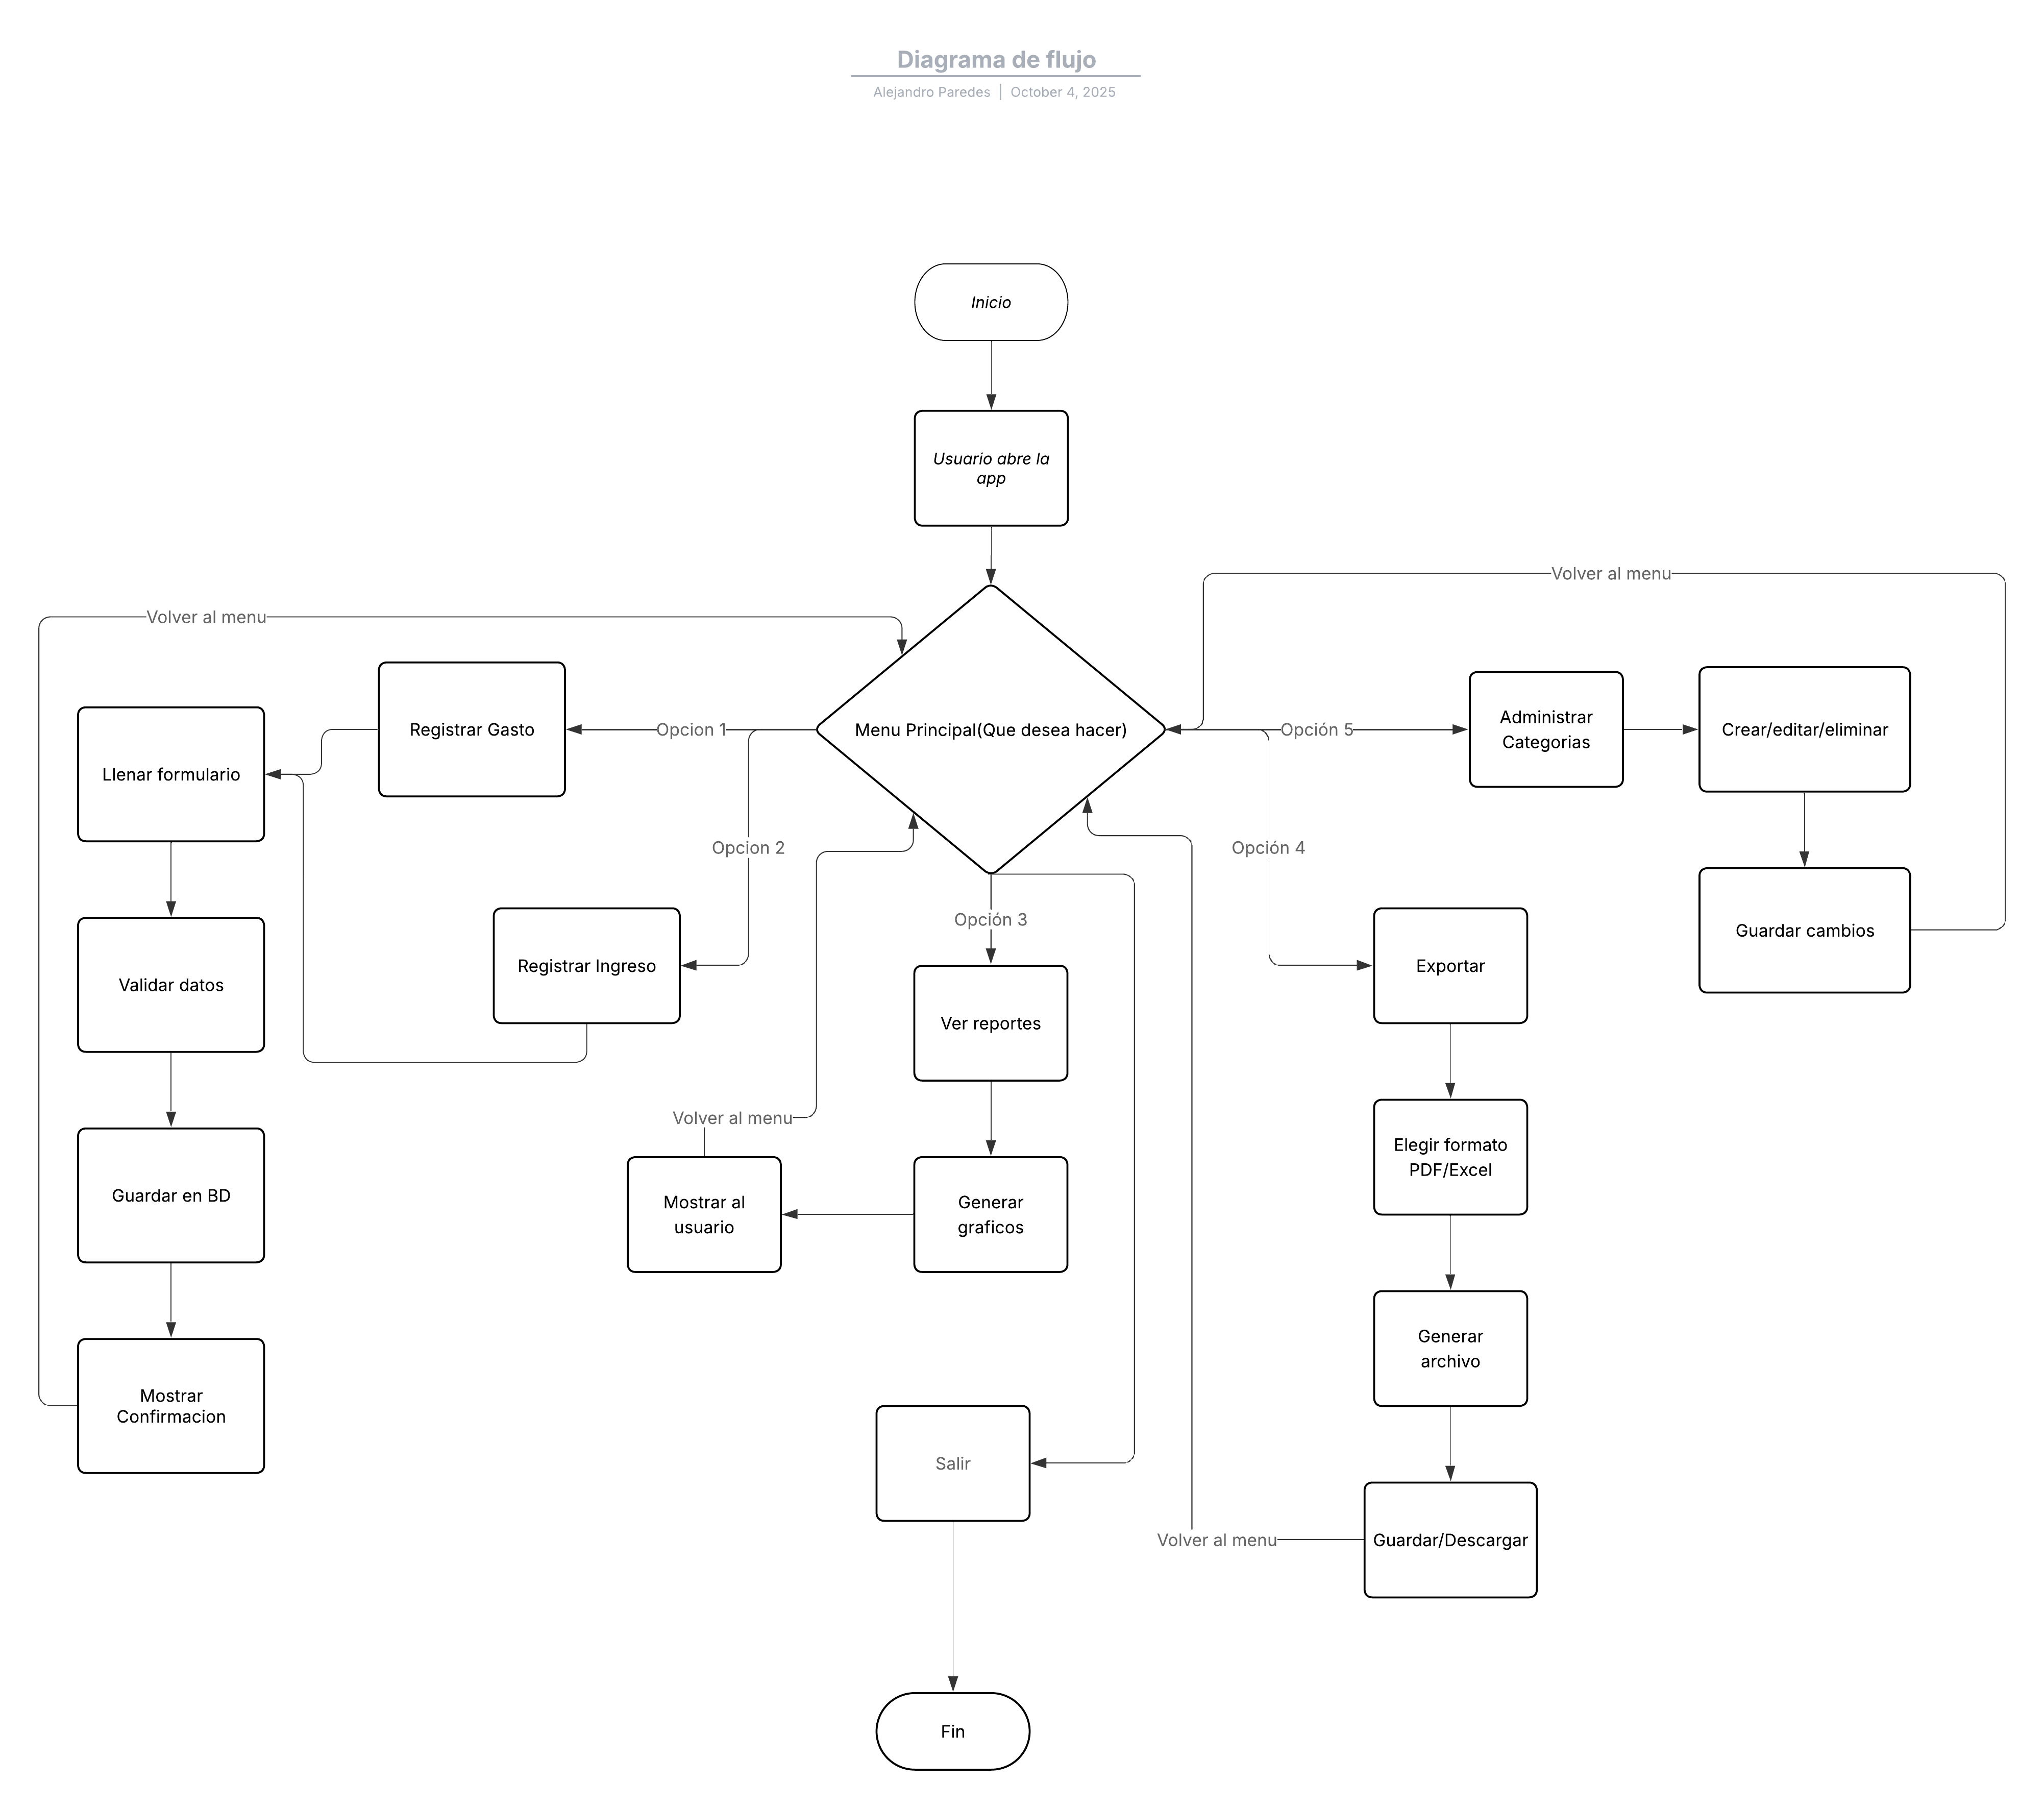 Diagrama de flujo
Alejandro Paredes | October 4, 2025
Inicio
Usuario abre la
app
Volver al menu
Volver al menu
Registrar Gasto
Opcion 1
Menu Principal(Que desea hacer)
Opción 5
Administrar
Categorias
Crear/editar/eliminar
Llenar formulario
Opcion 2
Opción 4
Opción 3
Guardar cambios
Registrar Ingreso
Exportar
Validar datos
Ver reportes
Volver al menu
Elegir formato
PDF/Excel
Guardar en BD
Mostrar al
usuario
Generar
graficos
Generar
archivo
Mostrar
Confirmacion
Salir
Volver al menu
Guardar/Descargar
Fin